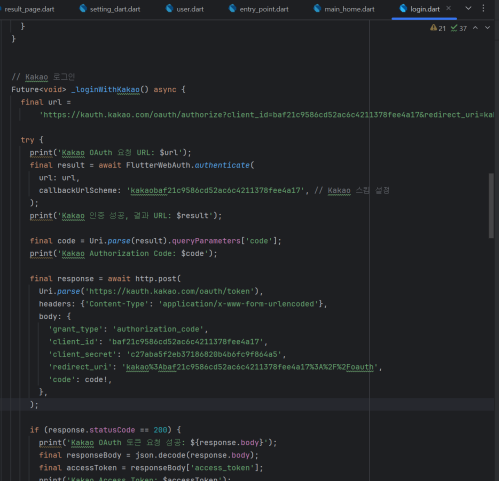 result_page.dart setting_dart.dart user.dart entry_point.dart main_home.dart login.dart
21 37
}
}
// Kakao 로그인
Future<void> _loginWithKakao() async {
final url =
'https://kauth.kakao.com/oauth/authorize?client_id=baf21c9586cd52ac6c4211378fee4a17&redirect_uri=kak
try {
print('Kakao OAuth 요청 URL: $url');
final result = await FlutterWebAuth.authenticate(
url: url,
callbackUrlScheme: 'kakaobaf21c9586cd52ac6c4211378fee4a17', // Kakao 스킴 설정
);
print('Kakao 인증 성공, 결과 URL: $result');
final code = Uri.parse(result).queryParameters['code'];
print('Kakao Authorization Code: $code');
final response = await http.post(
Uri.parse('https://kauth.kakao.com/oauth/token'),
headers: {'Content-Type': 'application/x-www-form-urlencoded'},
body: {
'grant_type': 'authorization_code',
'client_id': 'baf21c9586cd52ac6c4211378fee4a17',
'client_secret': 'c27aba5f2eb37186820b4b6fc9f864a5',
'redirect_uri': 'kakao%3Abaf21c9586cd52ac6c4211378fee4a17%3A%2F%2Foauth',
'code': code!,
},
);
if (response.statusCode == 200) {
print('Kakao OAuth 토큰 요청 성공: ${response.body}');
final responseBody = json.decode(response.body);
final accessToken = responseBody['access_token'];
print('Kakao Access Token: $accessToken');